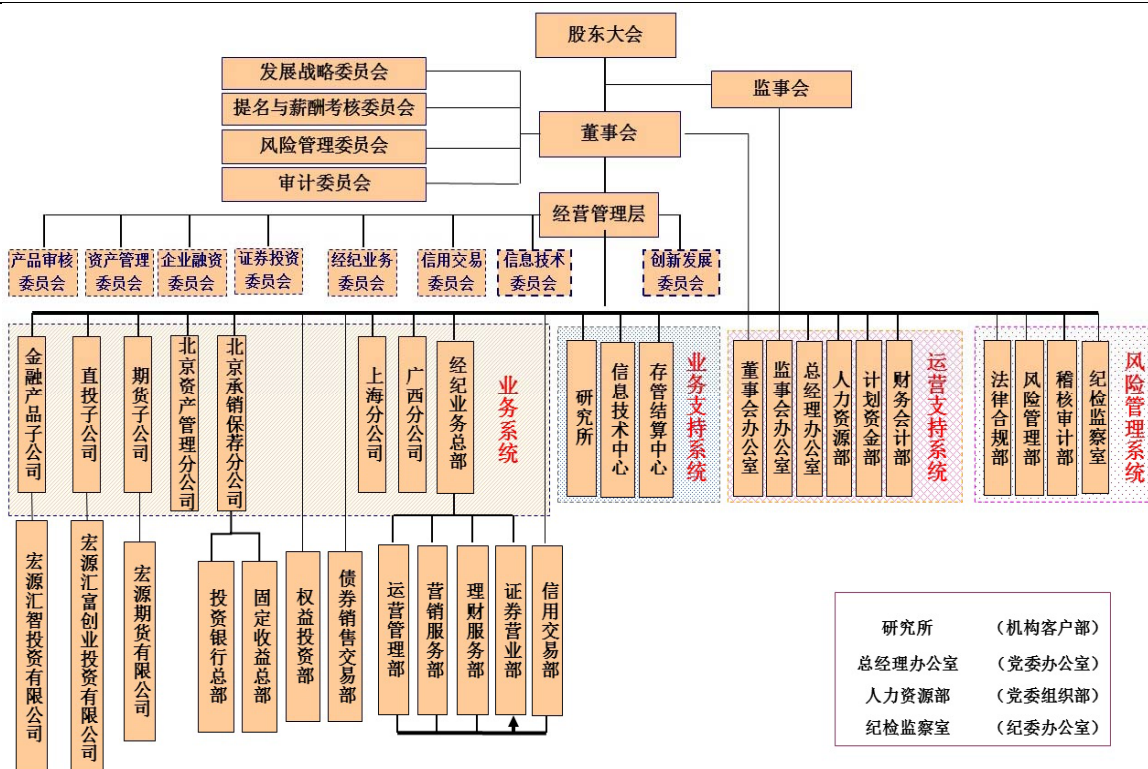 股东大会
发展战略委员会
监事会
提名与薪酬考核委员会
董事会
风险管理委员会
审计委员会
经营管理层
产品审核
委员会
资产管理
委员会
企业融资
委员会
证券投资
委员会
经纪业务
委员会
信用交易
委员会
信息技术
委员会
创新发展
委员会
金融产品子公司
直投子公司
期货子公司
北京资产管理分公司
北京承销保荐分公司
上海分公司
广西分公司
经纪业务总部
业务系统
研究所
信息技术中心
存管结算中心
业务支持系统
董事会办公室
监事会办公室
总经理办公室
人力资源部
计划资金部
财务会计部
运营支持系统
法律合规部
风险管理部
稽核审计部
纪检监察室
风险管理系统
宏源汇智投资有限公司
宏源汇富创业投资有限公司
宏源期货有限公司
投资银行总部
固定收益总部
权益投资部
债券销售交易部
运营管理部
营销服务部
理财服务部
证券营业部
信用交易部
研究所 （机构客户部）
总经理办公室 （党委办公室）
人力资源部 （党委组织部）
纪检监察室 （纪委办公室）